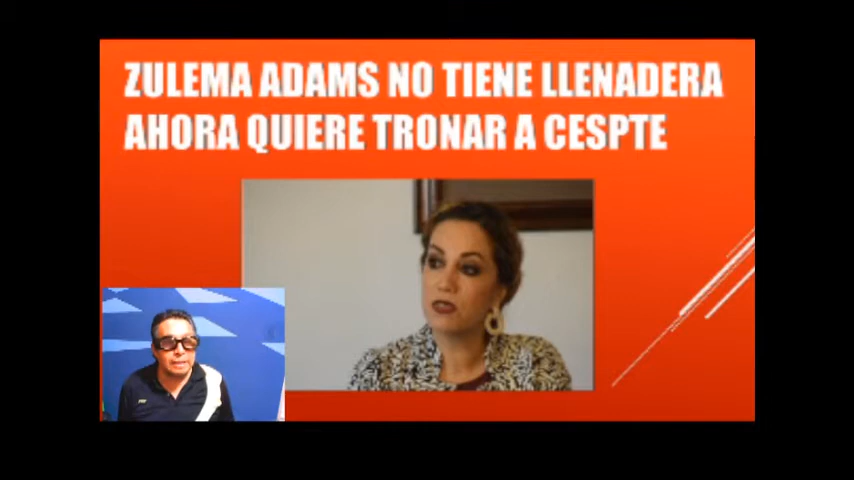 ZULEMA ADAMS NO TIENE LLENADERA
AHORA QUIERE TRONAR A CESPTE